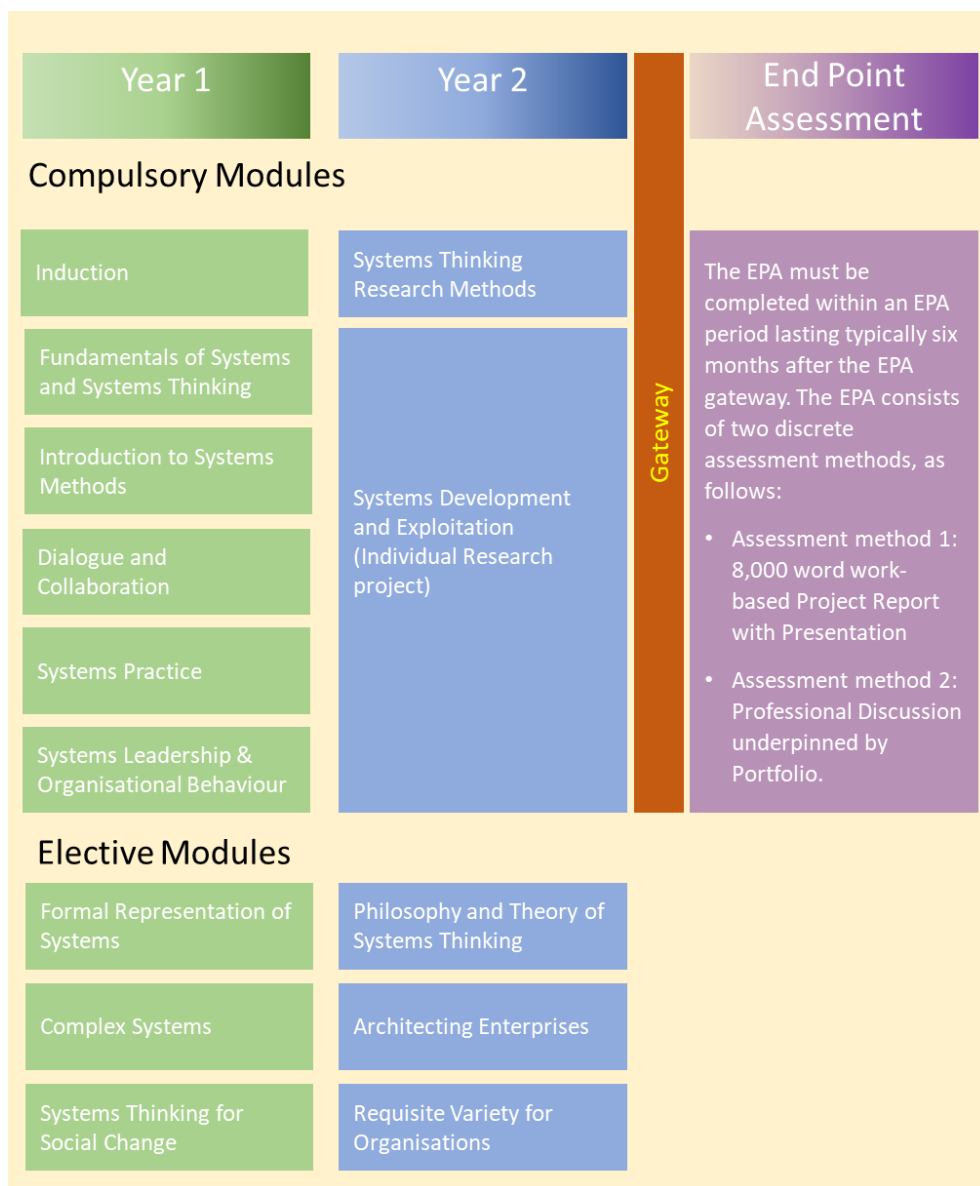 Year 1
Year 2
End Point
Assessment
Compulsory Modules
Induction
Fundamentals of Systems
and Systems Thinking
Introduction to Systems
Methods
Dialogue and
Collaboration
Systems Practice
Systems Leadership &
Organisational Behaviour
Systems Thinking
Research Methods
Systems Development
and Exploitation
(Individual Research
project)
Gateway
The EPA must be
completed within an EPA
period lasting typically six
months after the EPA
gateway. The EPA consists
of two discrete
assessment methods, as
follows:
• Assessment method 1:
8,000 word work-
based Project Report
with Presentation
• Assessment method 2:
Professional Discussion
underpinned by
Portfolio.
Elective Modules
Formal Representation of
Systems
Complex Systems
Systems Thinking for
Social Change
Philosophy and Theory of
Systems Thinking
Architecting Enterprises
Requisite Variety for
Organisations